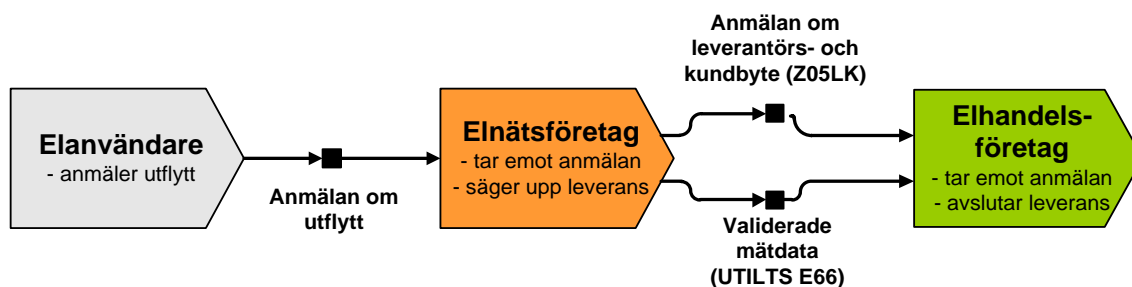 Elanvändare
- anmäler utflytt
Anmälan om
utflytt
Elnätsföretag
- tar emot anmälan
- säger upp leverans
Anmälan om
leverantörs- och
kundbyte (Z05LK)
Validerade
mätdata
(UTILTS E66)
Elhandels-
företag
- tar emot anmälan
- avslutar leverans